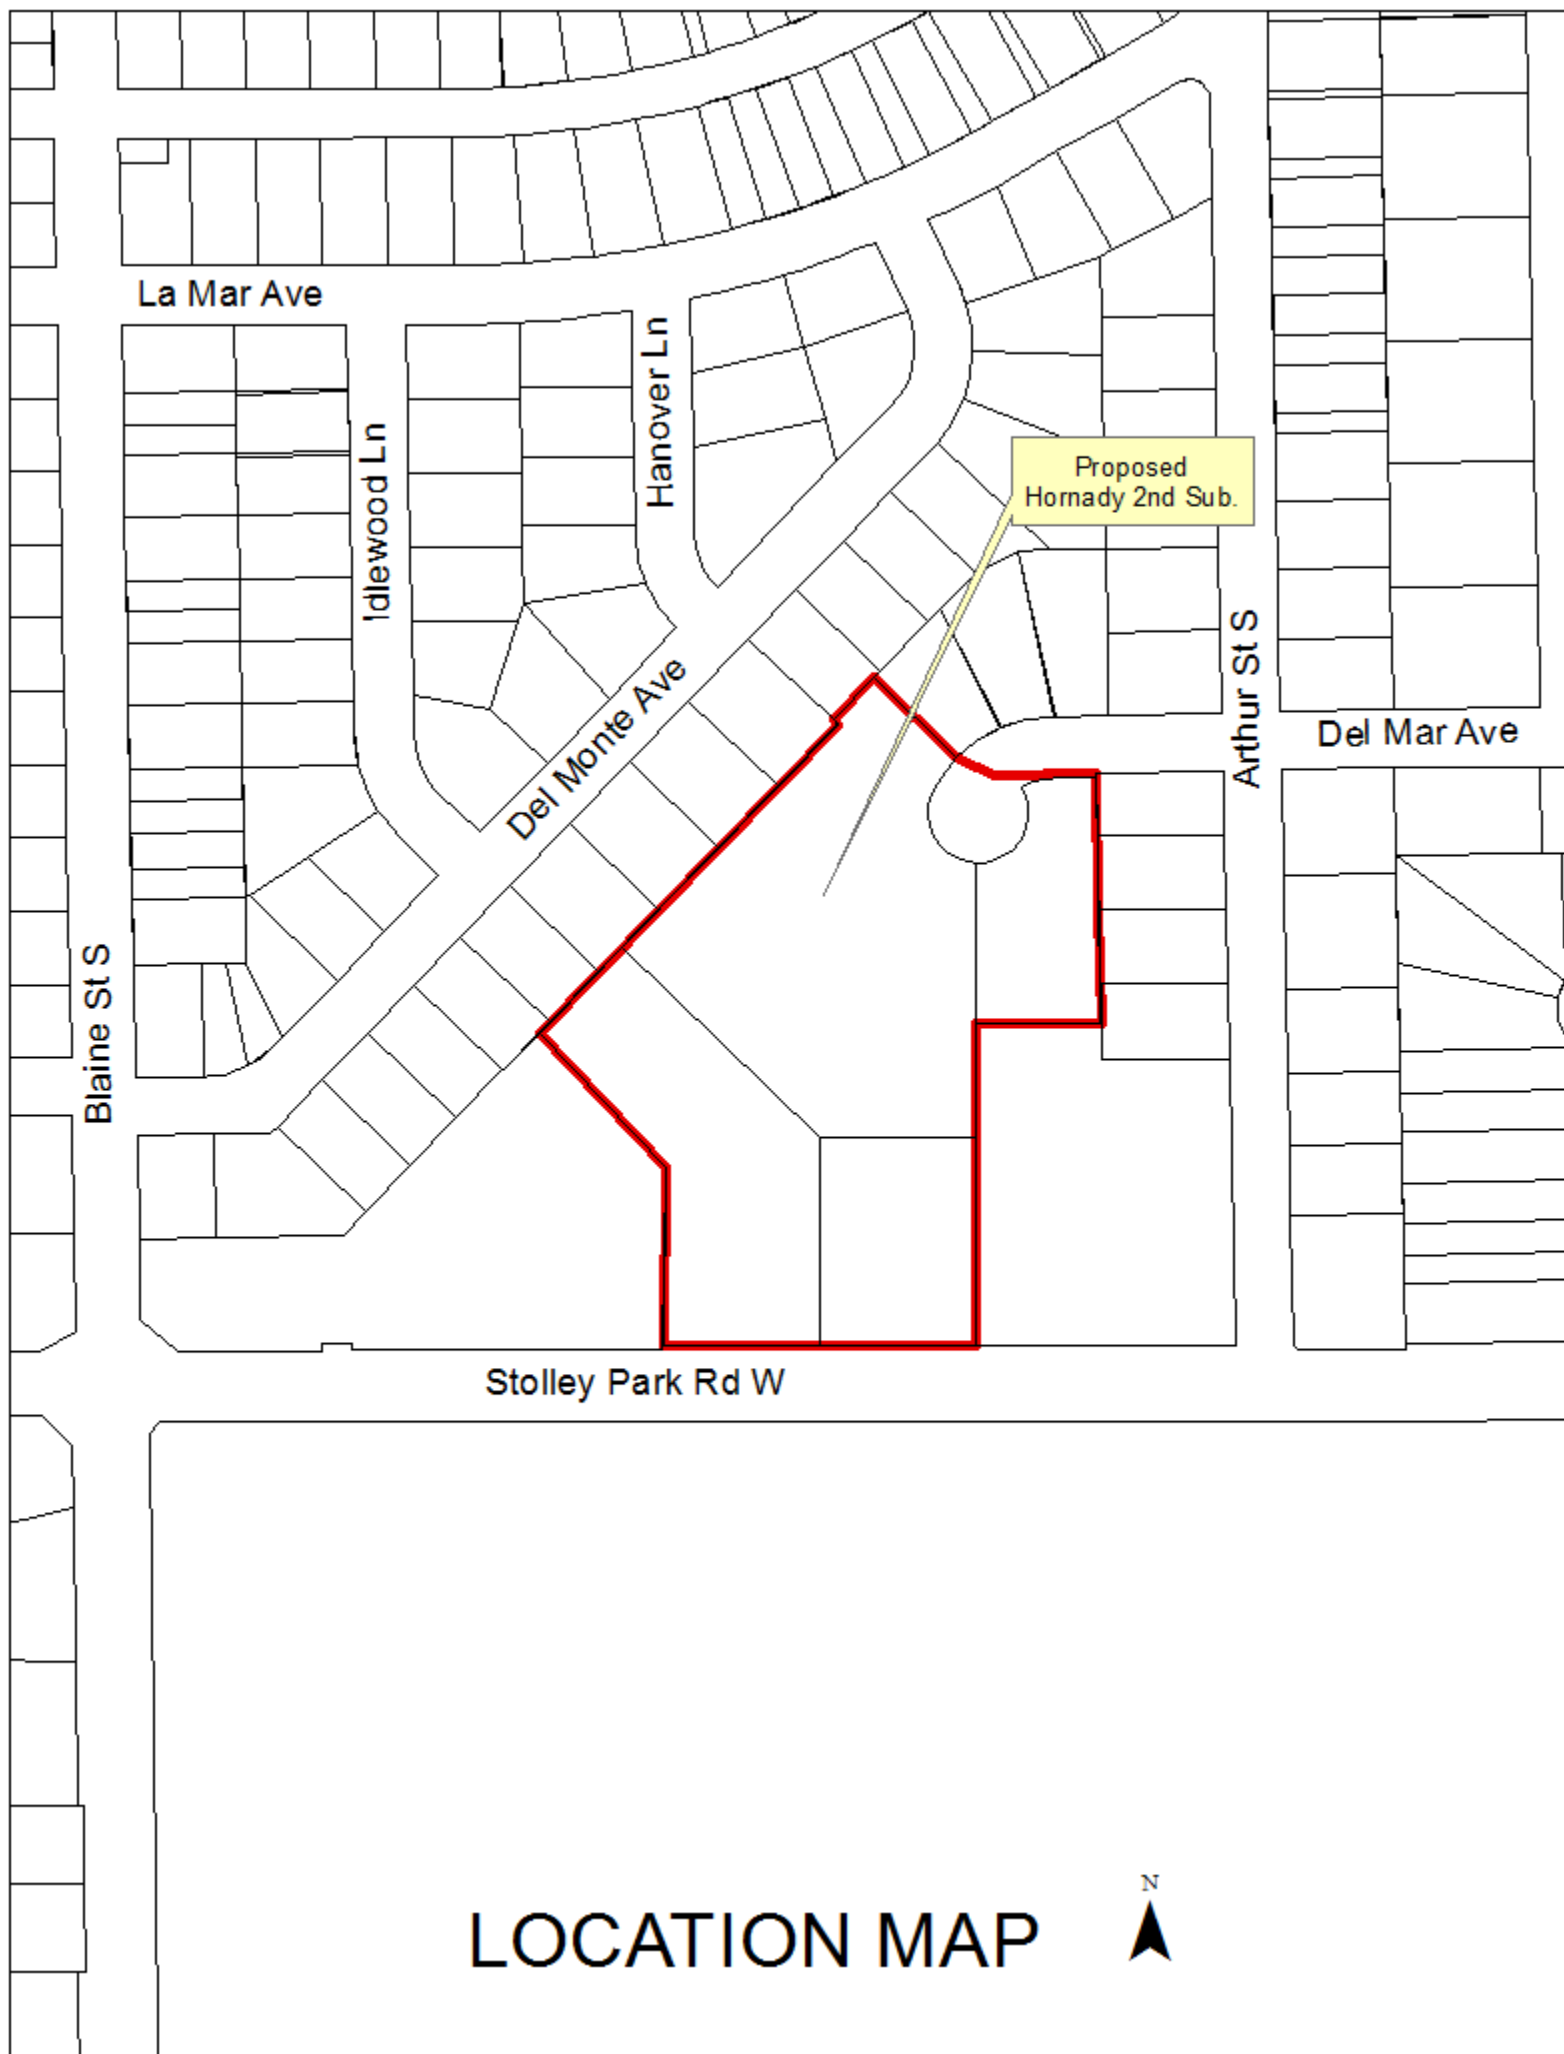 La Mar Ave
Hanover Ln
Idlewood Ln
Proposed
Hornady 2nd Sub.
Del Monte Ave
Arthur St S
Del Mar Ave
Blaine St S
Stolley Park Rd W
N
LOCATION MAP